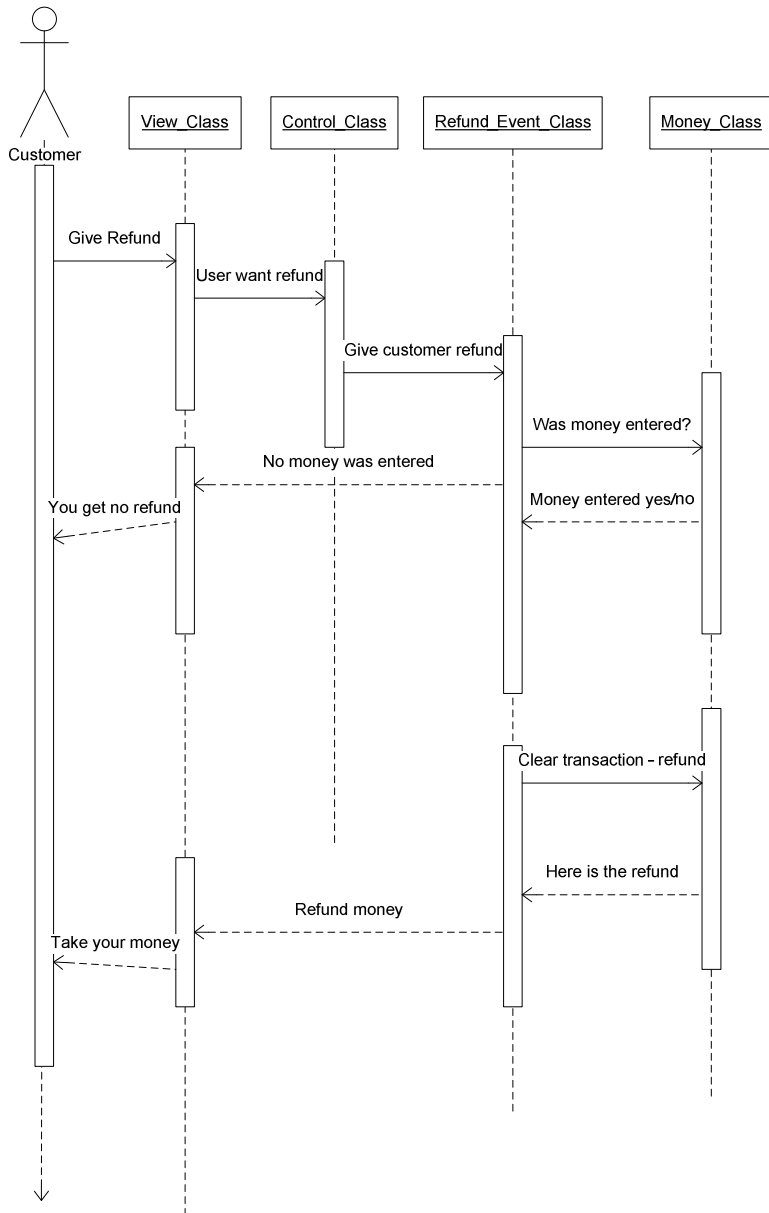 View_Class
Control_Class
Refund_Event_Class
Money_Class
Customer
Give Refund
User want refund
Give customer refund
Was money entered?
No money was entered
Money entered yes/no
You get no refund
Clear transaction – refund
Here is the refund
Refund money
Take your money